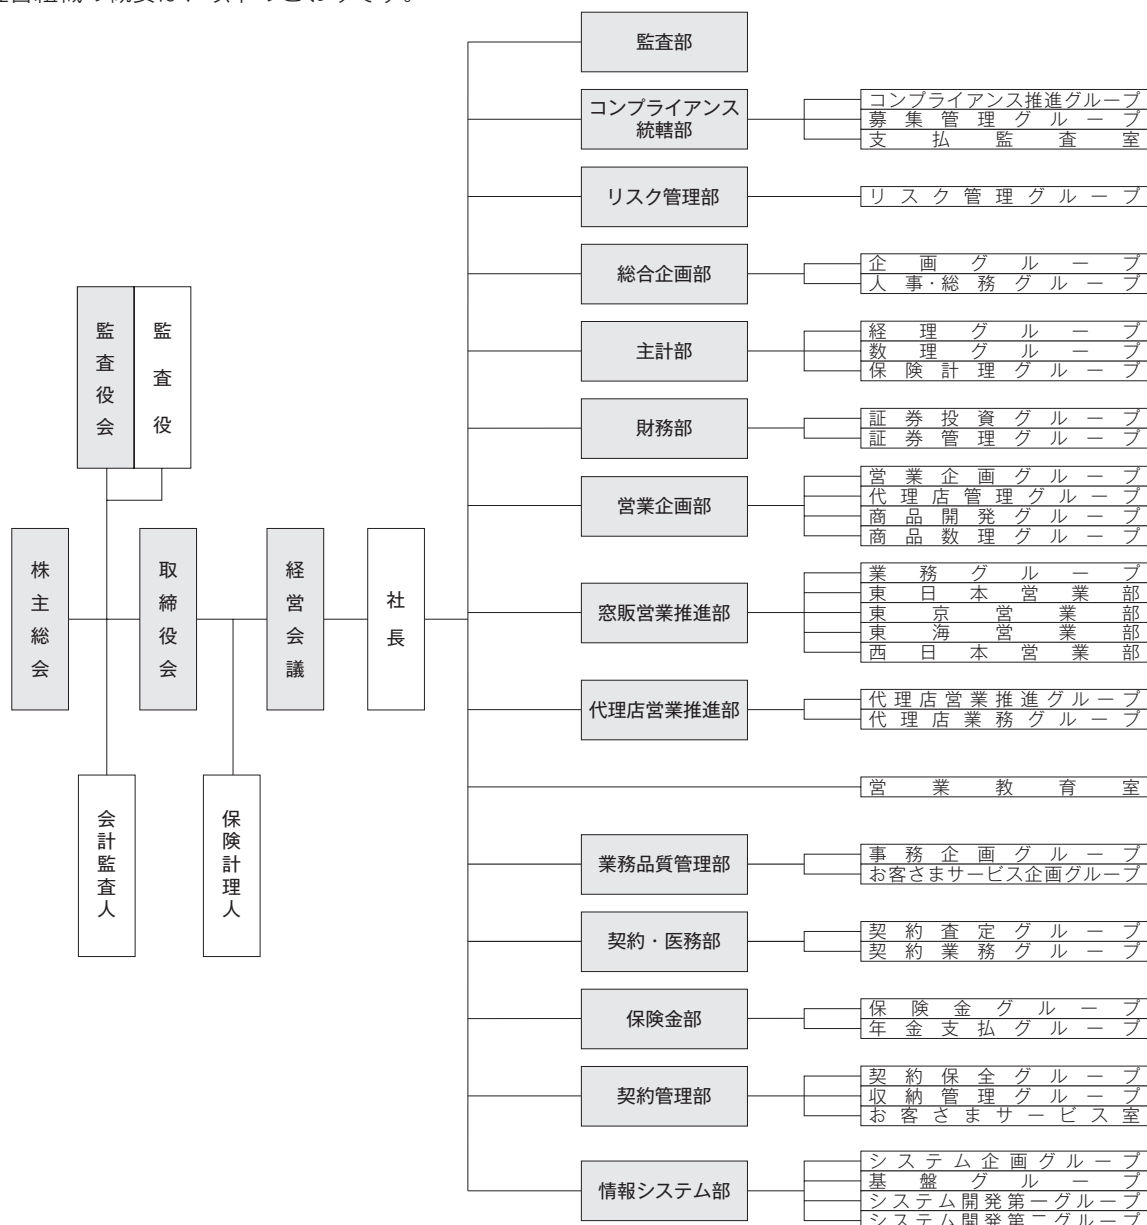 監査部
コンプライアンス
統轄部
コンプライアンス推進グループ
募集管理グループ
支払監査室
リスク管理部
リスク管理グループ
総合企画部
企画グループ
人事・総務グループ
監査役会
監査役
主計部
経理グループ
数理グループ
保険計理グループ
財務部
証券投資グループ
証券管理グループ
営業企画部
営業企画グループ
代理店管理グループ
商品開発グループ
商品数理グループ
株主総会
取締役会
経営会議
社長
窓販営業推進部
業務グループ
東日本営業部
東京営業部
東海営業部
西日本営業部
代理店営業推進部
代理店営業推進グループ
代理店業務グループ
営業教育室
会計監査人
保険計理人
業務品質管理部
事務企画グループ
お客さまサービス企画グループ
契約・医務部
契約査定グループ
契約業務グループ
保険金部
保険金グループ
年金支払グループ
契約管理部
契約保全グループ
収納管理グループ
お客さまサービス室
情報システム部
システム企画グループ
基盤グループ
システム開発第一グループ
システム開発第二グループ